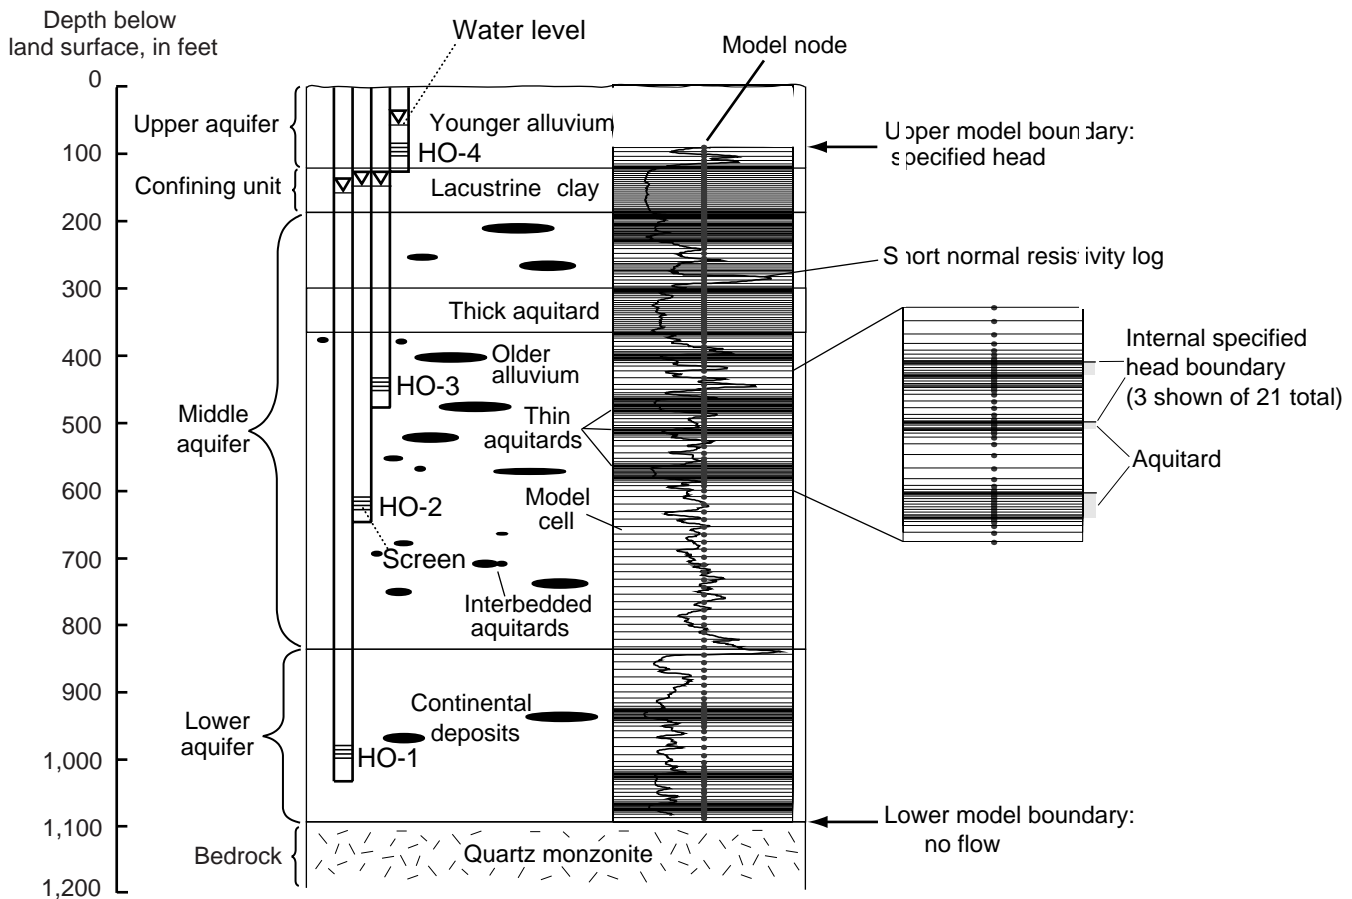 Depth below
land surface, in feet
0
100
200
300
400
500
600
700
800
900
1,000
1,100
1,200
Upper aquifer
Confining unit
Middle
aquifer
Lower
aquifer
Bedrock
Water level
Younger alluvium
HO-4
Lacustrine clay
Thick aquitard
Older
alluvium
HO-3
Thin
aquitards
HO-2
Model
cell
Screen
Interbedded
aquitards
Continental
deposits
HO-1
Quartz monzonite
Model node
Upper model boundary:
specified head
Short normal resistivity log
Internal specified
head boundary
(3 shown of 21 total)
Aquitard
Lower model boundary:
no flow